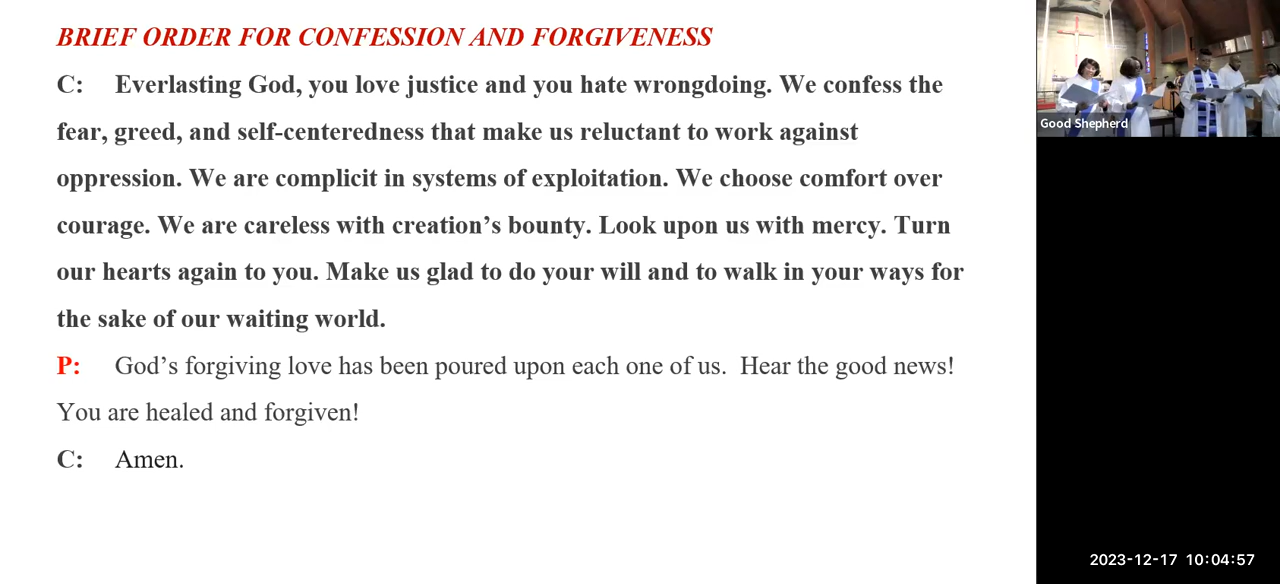 BRIEF ORDER FOR CONFESSION AND FORGIVENESS
C: Everlasting God, you love justice and you hate wrongdoing. We confess the
fear, greed, and self-centeredness that make us reluctant to work against
oppression. We are complicit in systems of exploitation. We choose comfort over
courage. We are careless with creation’s bounty. Look upon us with mercy. Turn
our hearts again to you. Make us glad to do your will and to walk in your ways for
the sake of our waiting world.
P: God’s forgiving love has been poured upon each one of us.  Hear the good news!
You are healed and forgiven!
C: Amen.
Good Shepherd
2023-12-17 10:04:57